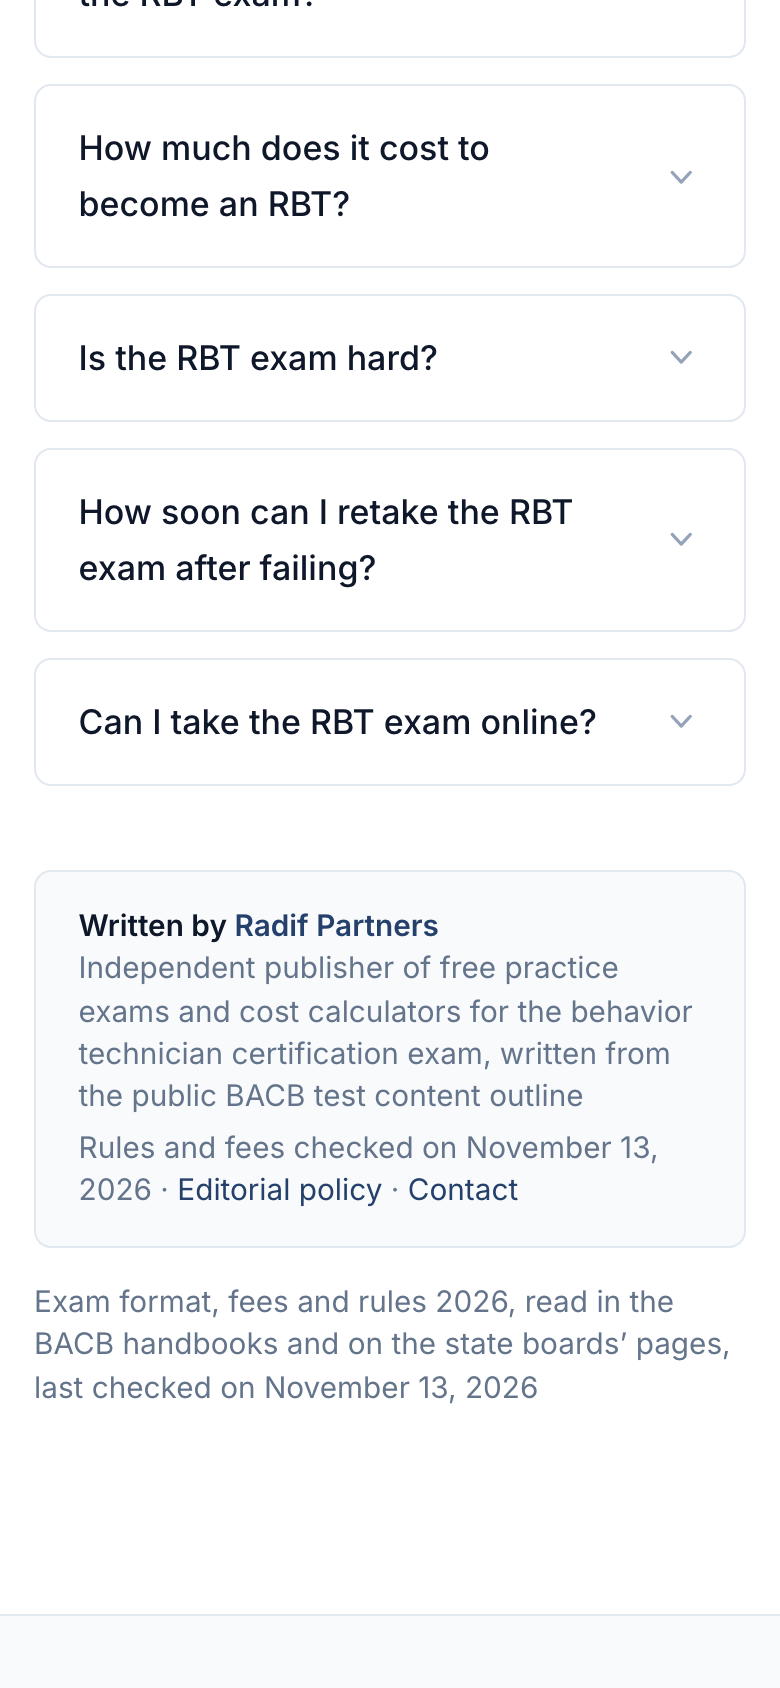 the RBT exam?
How much does it cost to
become an RBT?
Is the RBT exam hard?
How soon can I retake the RBT
exam after failing?
Can I take the RBT exam online?
Written by Radif Partners
Independent publisher of free practice
exams and cost calculators for the behavior
technician certification exam, written from
the public BACB test content outline
Rules and fees checked on November 13,
2026 · Editorial policy · Contact
Exam format, fees and rules 2026, read in the
BACB handbooks and on the state boards’ pages,
last checked on November 13, 2026